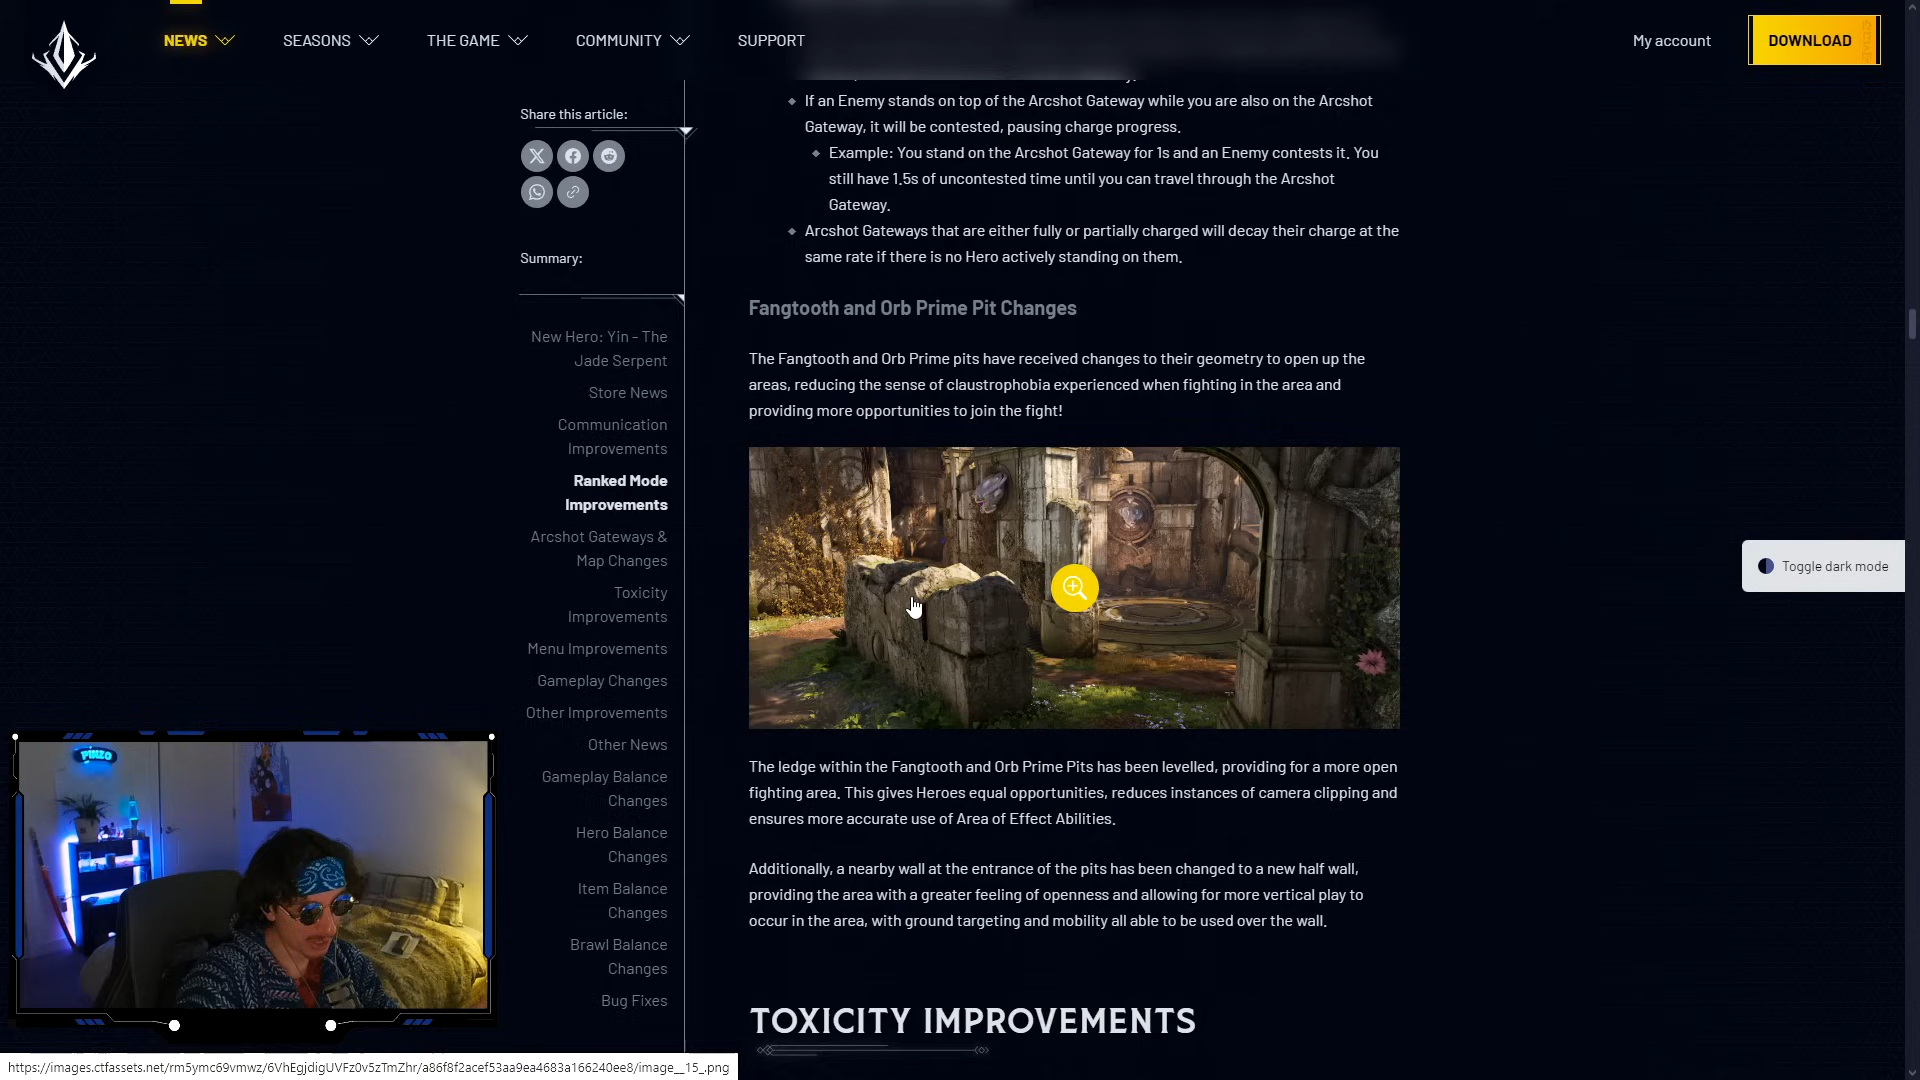 NEWS
SEASONS
THE GAME
COMMUNITY
SUPPORT
My account
DOWNLOAD
Share this article:
Summary:
New Hero: Yin - The
Jade Serpent
Store News
Communication
Improvements
Ranked Mode
Improvements
Arcshot Gateways &
Map Changes
Toxicity
Improvements
Menu Improvements
Gameplay Changes
Other Improvements
Other News
Gameplay Balance
Changes
Hero Balance
Changes
Item Balance
Changes
Brawl Balance
Changes
Bug Fixes
If an Enemy stands on top of the Arcshot Gateway while you are also on the Arcshot
Gateway, it will be contested, pausing charge progress.
Example: You stand on the Arcshot Gateway for 1s and an Enemy contests it. You
still have 1.5s of uncontested time until you can travel through the Arcshot
Gateway.
Arcshot Gateways that are either fully or partially charged will decay their charge at the
same rate if there is no Hero actively standing on them.
Fangtooth and Orb Prime Pit Changes
The Fangtooth and Orb Prime pits have received changes to their geometry to open up the
areas, reducing the sense of claustrophobia experienced when fighting in the area and
providing more opportunities to join the fight!
The ledge within the Fangtooth and Orb Prime Pits has been levelled, providing for a more open
fighting area. This gives Heroes equal opportunities, reduces instances of camera clipping and
ensures more accurate use of Area of Effect Abilities.
Additionally, a nearby wall at the entrance of the pits has been changed to a new half wall,
providing the area with a greater feeling of openness and allowing for more vertical play to
occur in the area, with ground targeting and mobility all able to be used over the wall.
TOXICITY IMPROVEMENTS
Toggle dark mode
PINZO
https://images.ctfassets.net/rm5ymc69vmwz/6VhEgjdigUVFz0v5zTmZhr/a86f8f2acef53aa9ea4683a166240ee8/image__15_.png